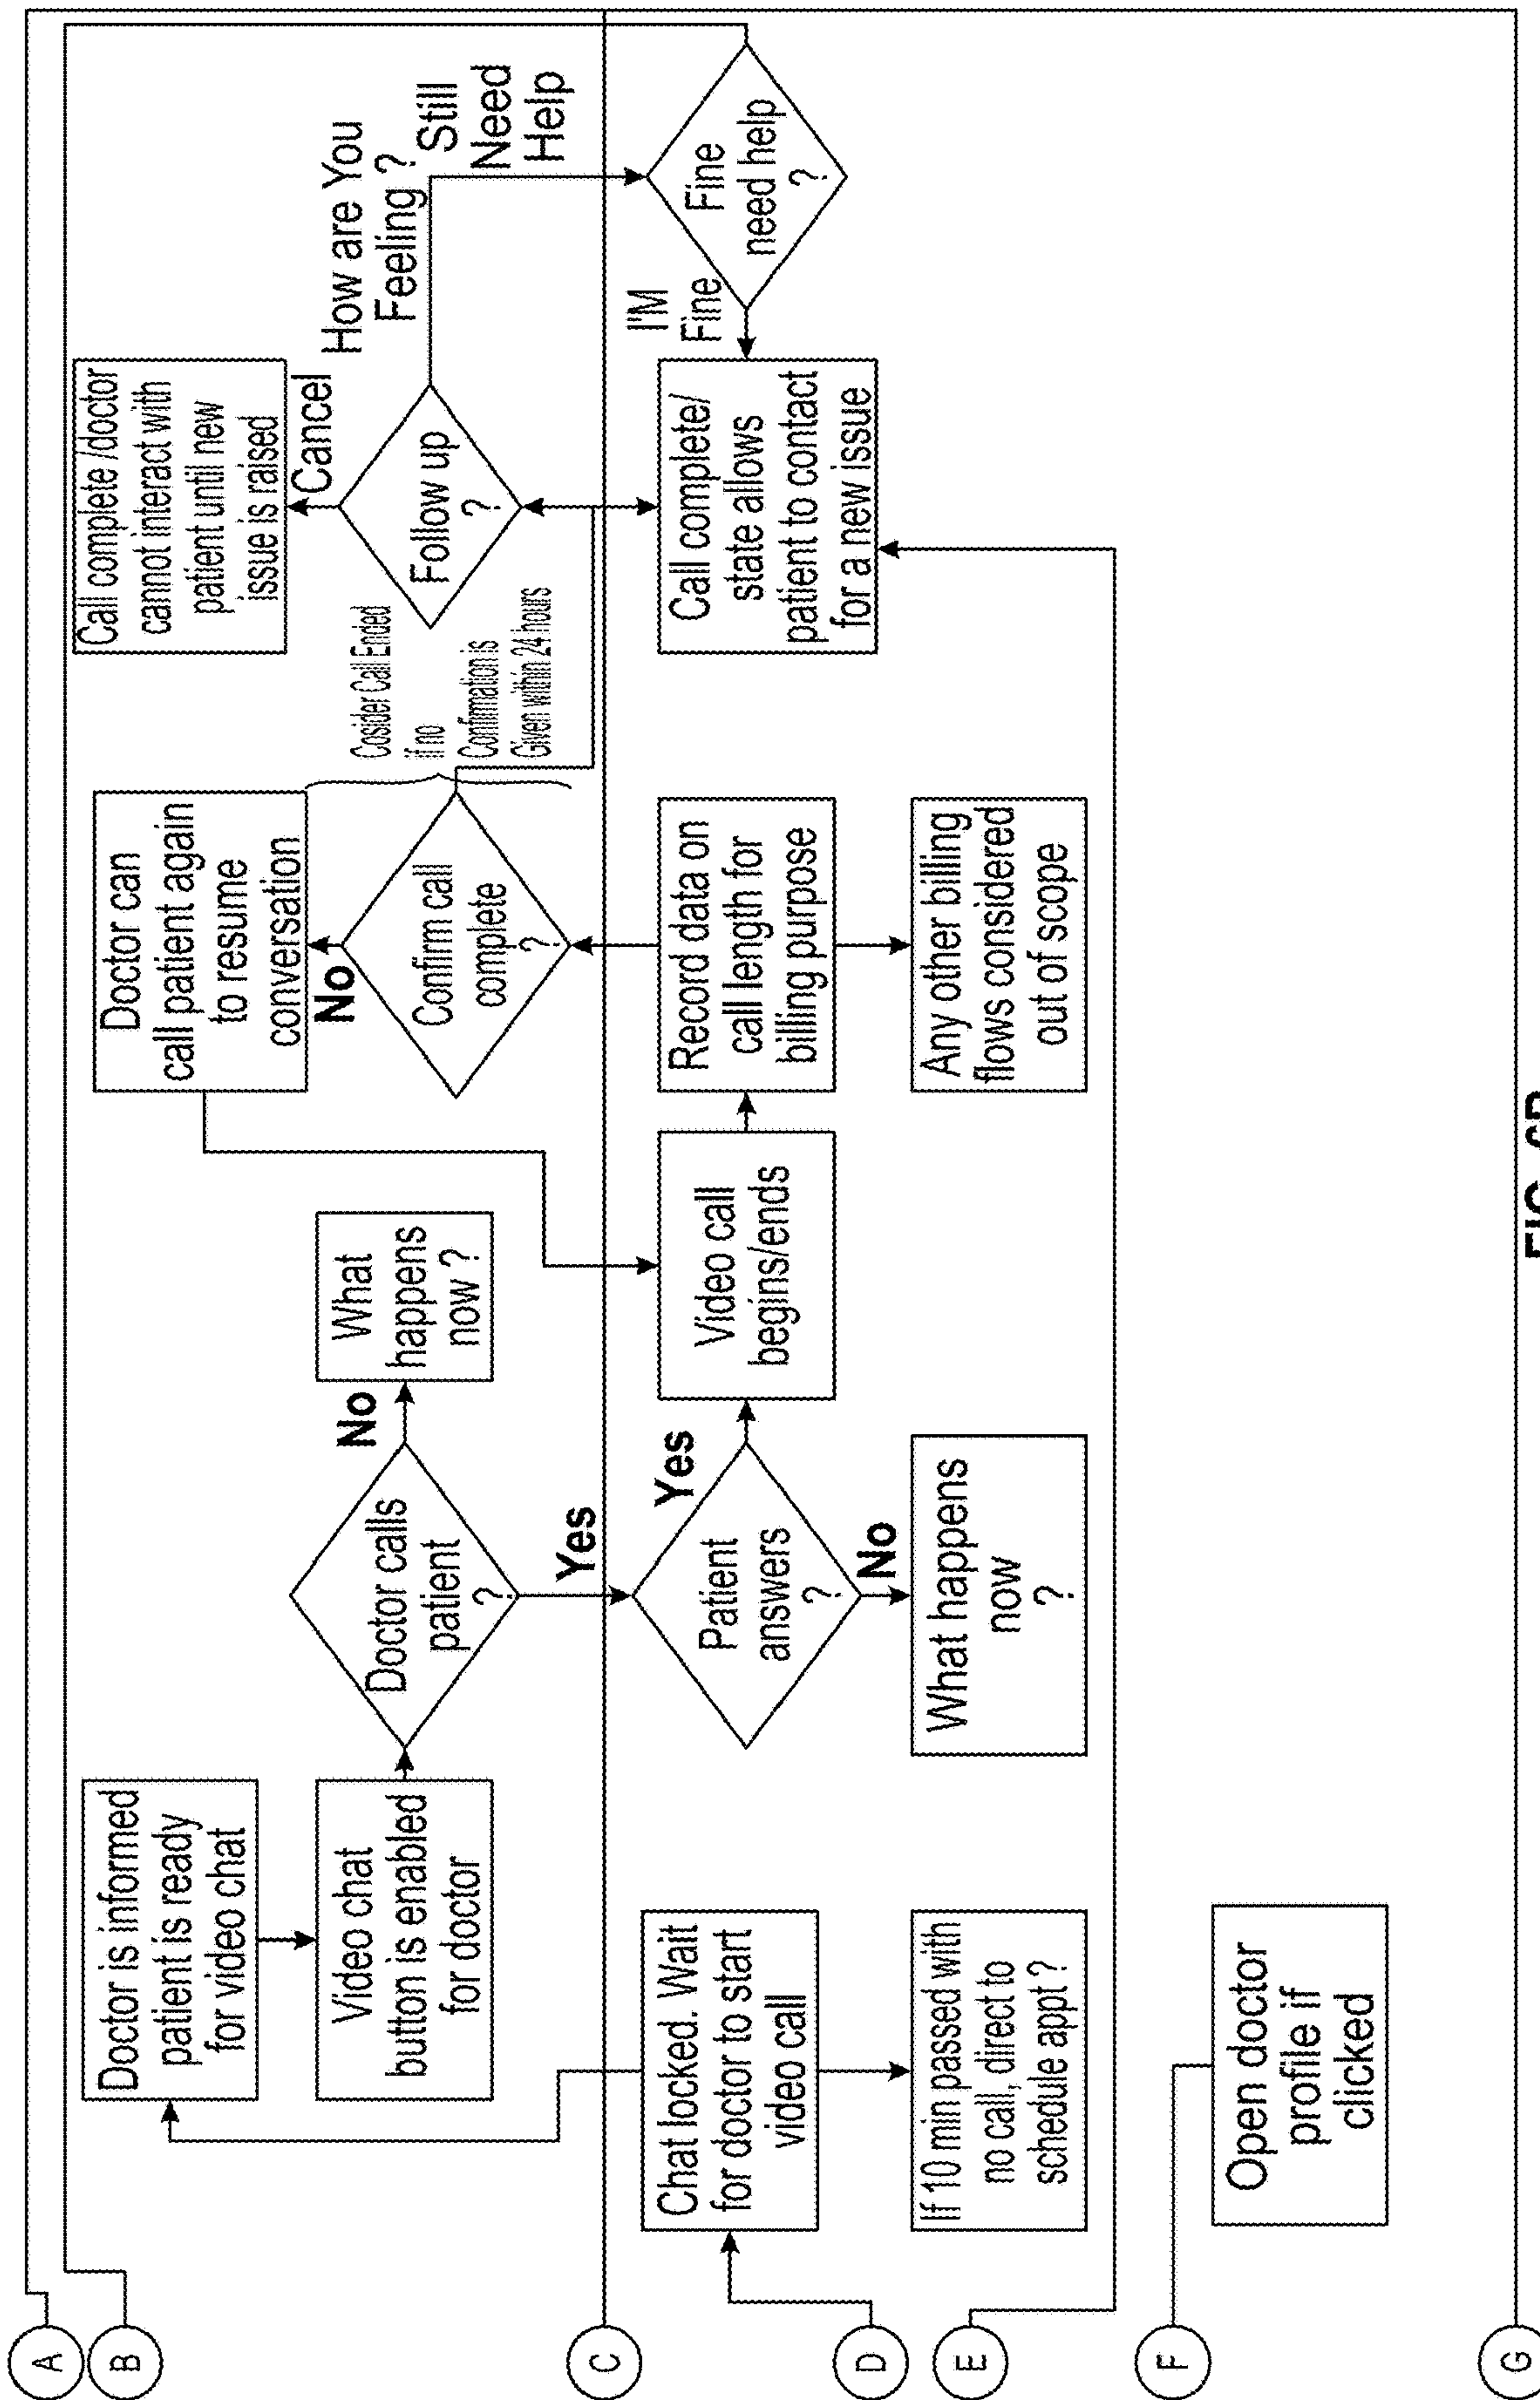 A
B
C
D
E
F
G
Doctor is informed
patient is ready
for video chat
Video chat
button is enabled
for doctor
Doctor calls
patient
?
No
What
happens
now ?
Yes
Doctor can
call patient again
to resume
conversation
No
Confirm call
complete
?
Cosider Call Ended
if no
Confirmation is
Given within 24 hours
Call complete /doctor
cannot interact with
patient until new
issue is raised
Cancel
Follow up
?
How are You
Feeling ?
Still
Need
Help
Chat locked. Wait
for doctor to start
video call
If 10 min passed with
no call, direct to
schedule appt ?
Patient
answers
?
Yes
No
What happens
now
?
Video call
begins/ends
Record data on
call length for
billing purpose
Any other billing
flows considered
out of scope
Call complete/
state allows
patient to contact
for a new issue
I'M
Fine
Fine
need help
?
Open doctor
profile if
clicked